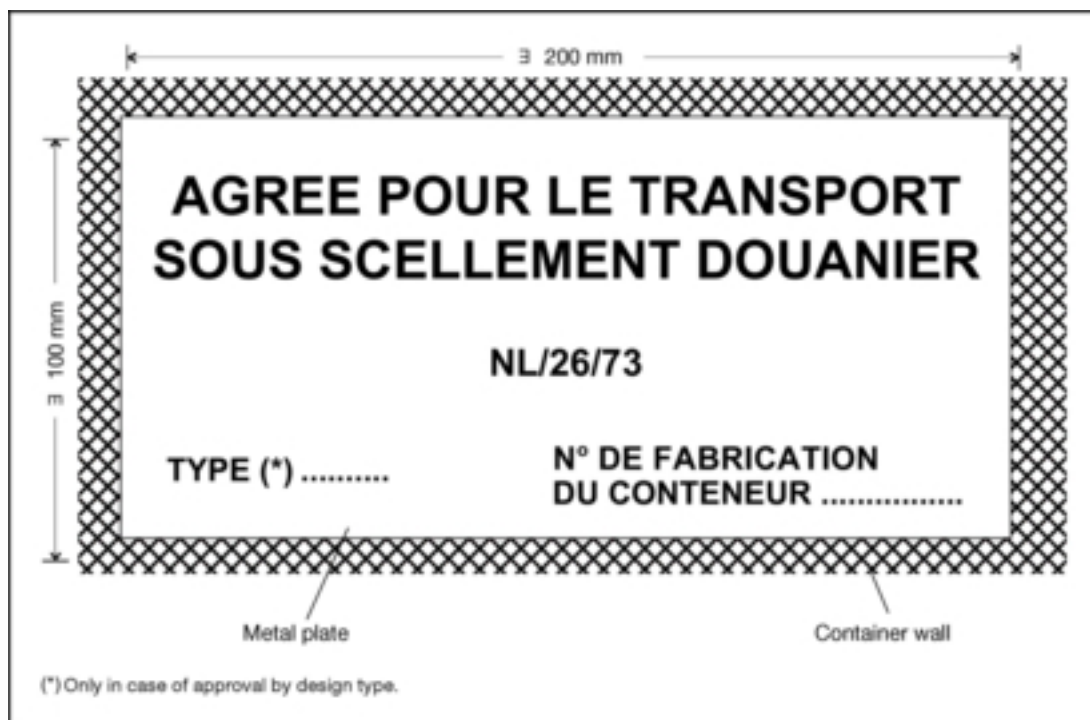 ∃ 200 mm
∃ 100 mm
AGREE POUR LE TRANSPORT
SOUS SCELLEMENT DOUANIER
NL/26/73
TYPE (*) ..........
N° DE FABRICATION
DU CONTENEUR ................
Metal plate
Container wall
(*) Only in case of approval by design type.